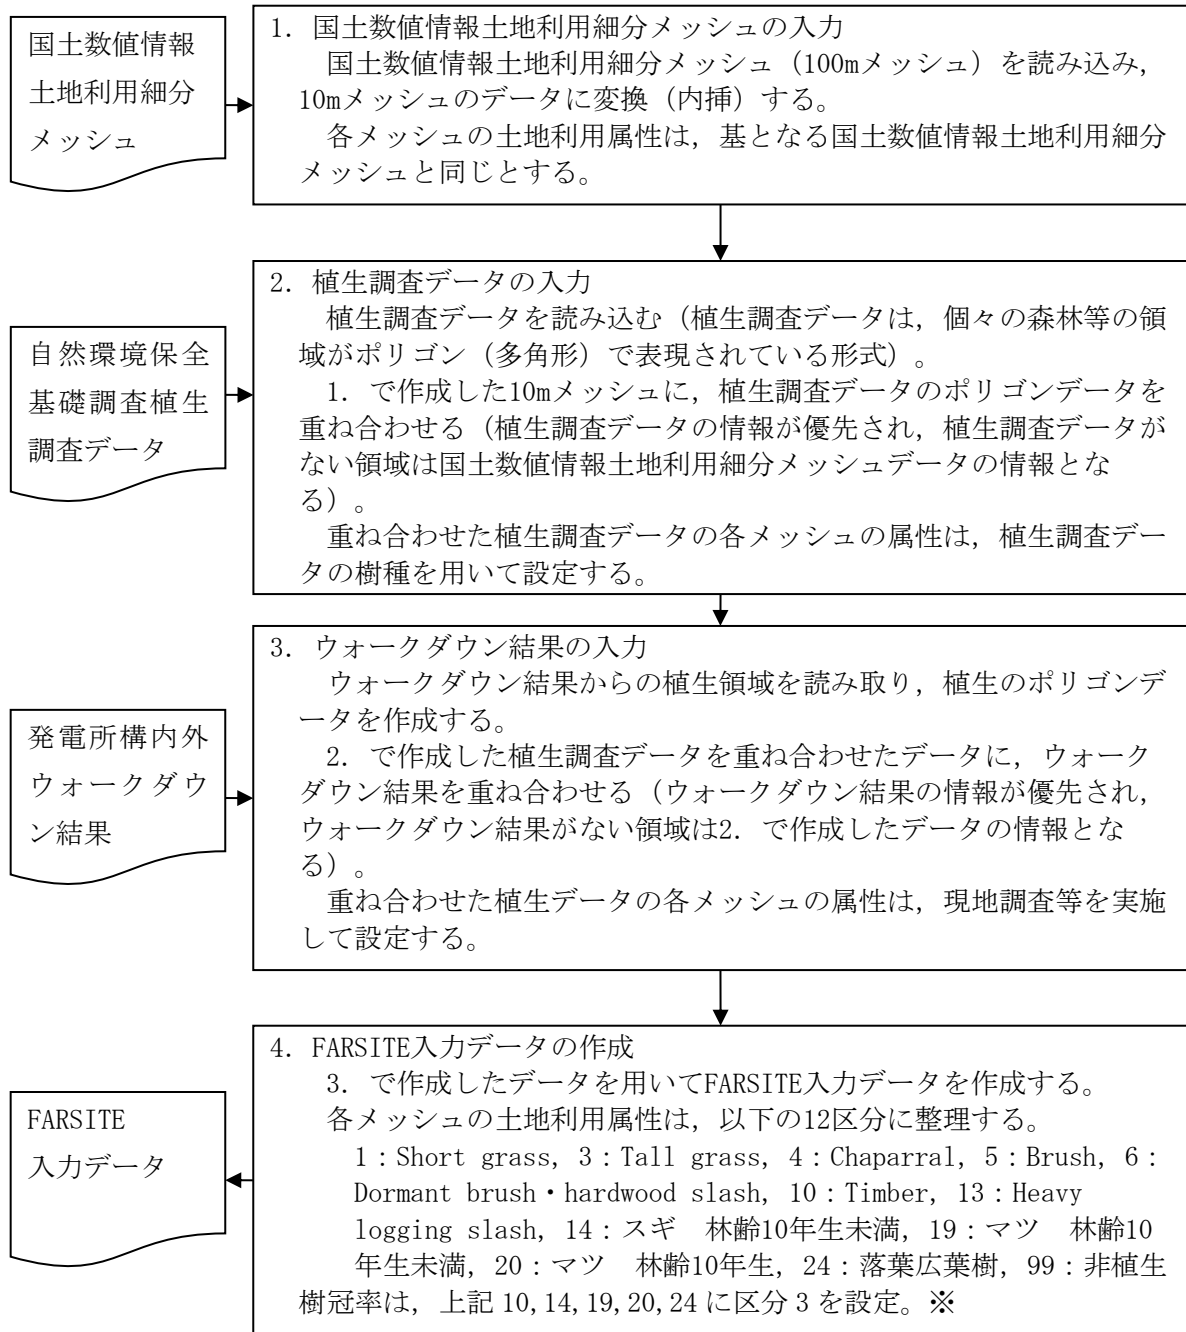 国土数値情報
土地利用細分
メッシュ
1. 国土数値情報土地利用細分メッシュの入力
国土数値情報土地利用細分メッシュ（100mメッシュ）を読み込み，
10mメッシュのデータに変換（内挿）する。
各メッシュの土地利用属性は，基となる国土数値情報土地利用細分
メッシュと同じとする。
自然環境保全
基礎調査植生
調査データ
2. 植生調査データの入力
植生調査データを読み込む（植生調査データは，個々の森林等の領
域がポリゴン（多角形）で表現されている形式）。
1. で作成した10mメッシュに，植生調査データのポリゴンデータを
重ね合わせる（植生調査データの情報が優先され，植生調査データが
ない領域は国土数値情報土地利用細分メッシュデータの情報とな
る）。
重ね合わせた植生調査データの各メッシュの属性は，植生調査デー
タの樹種を用いて設定する。
発電所構内外
ウォークダウ
ン結果
3. ウォークダウン結果の入力
ウォークダウン結果からの植生領域を読み取り，植生のポリゴンデ
ータを作成する。
2. で作成した植生調査データを重ね合わせたデータに，ウォーク
ダウン結果を重ね合わせる（ウォークダウン結果の情報が優先され，
ウォークダウン結果がない領域は2. で作成したデータの情報とな
る）。
重ね合わせた植生データの各メッシュの属性は，現地調査等を実施
して設定する。
FARSITE
入力データ
4. FARSITE入力データの作成
3. で作成したデータを用いてFARSITE入力データを作成する。
各メッシュの土地利用属性は，以下の12区分に整理する。
1：Short grass，3：Tall grass，4：Chaparral，5：Brush，6：
Dormant brush・hardwood slash，10：Timber，13：Heavy
logging slash，14：スギ　林齢10年生未満，19：マツ　林齢10
年生未満，20：マツ　林齢10年生，24：落葉広葉樹，99：非植生
樹冠率は，上記 10,14,19,20,24 に区分 3 を設定。※